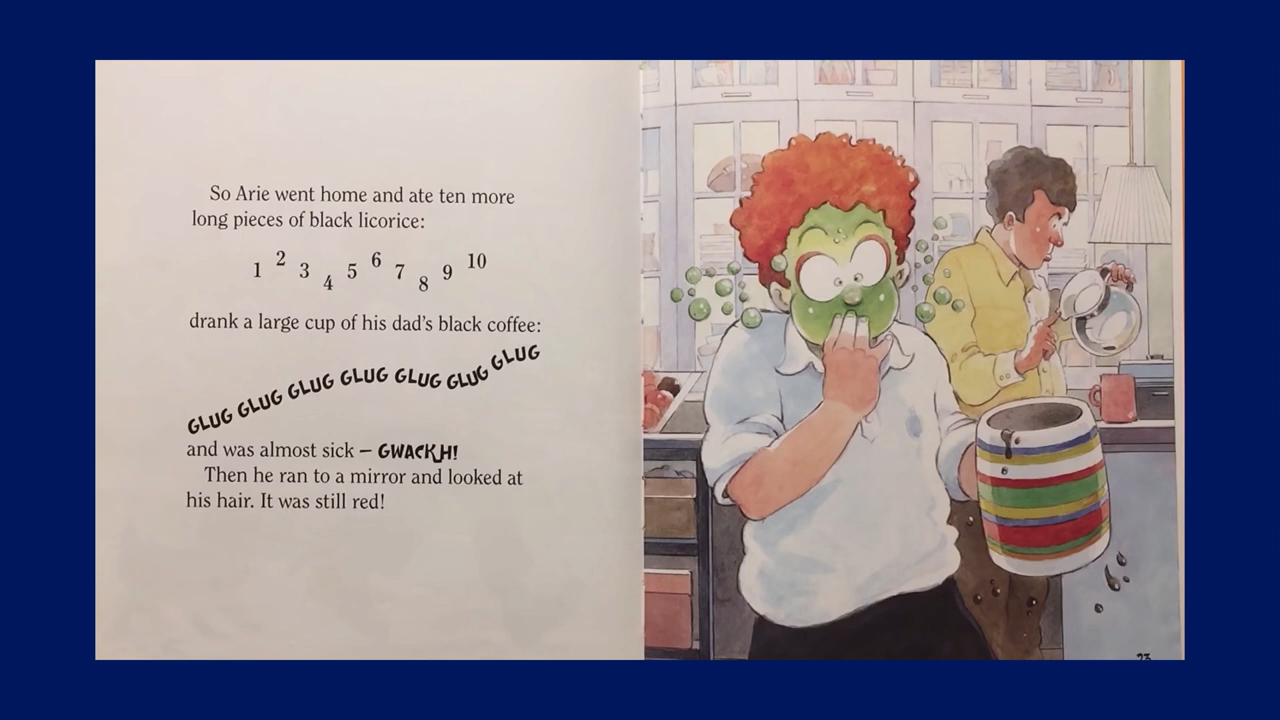 So Arie went home and ate ten more
long pieces of black licorice:
1 2 3 4 5 6 7 8 9 10
drank a large cup of his dad's black coffee:
GLUG GLUG GLUG GLUG GLUG GLUG GLUG
and was almost sick – GWACKH!
Then he ran to a mirror and looked at
his hair. It was still red!
23